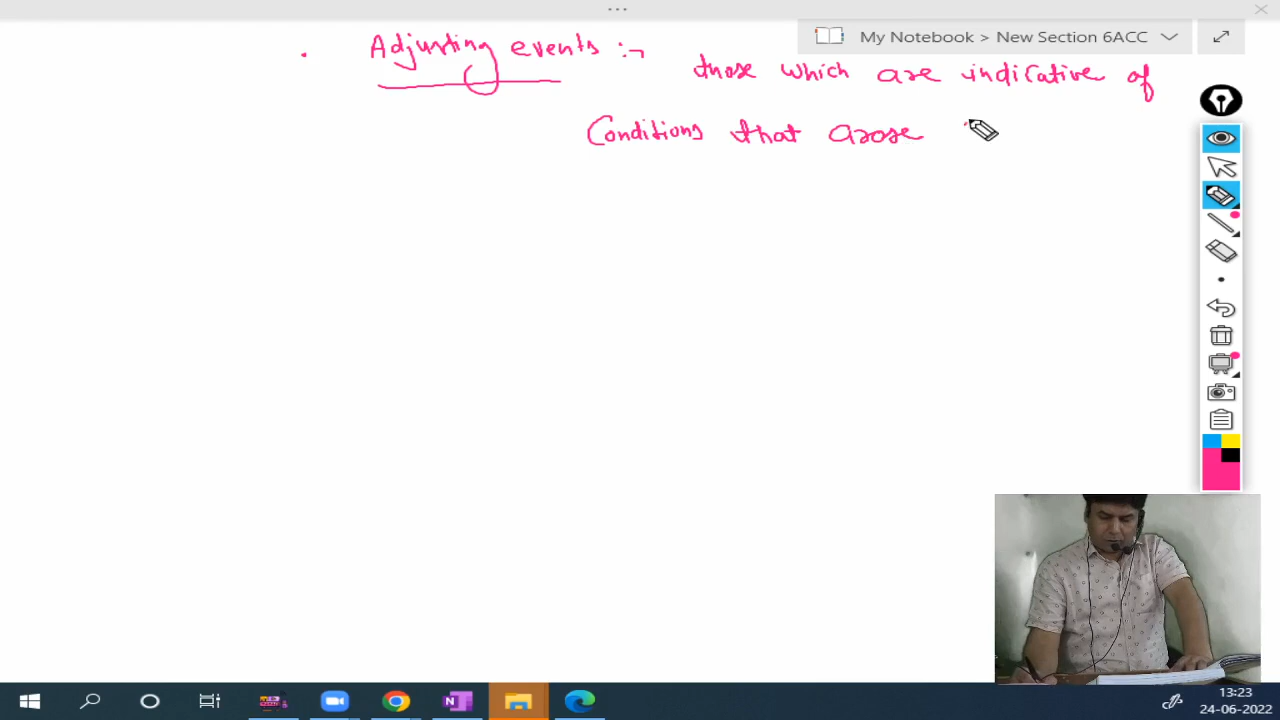 My Notebook > New Section 6ACC
Adjusting events :-
those which are indicative of
Conditions that arose
13:23
24-06-2022